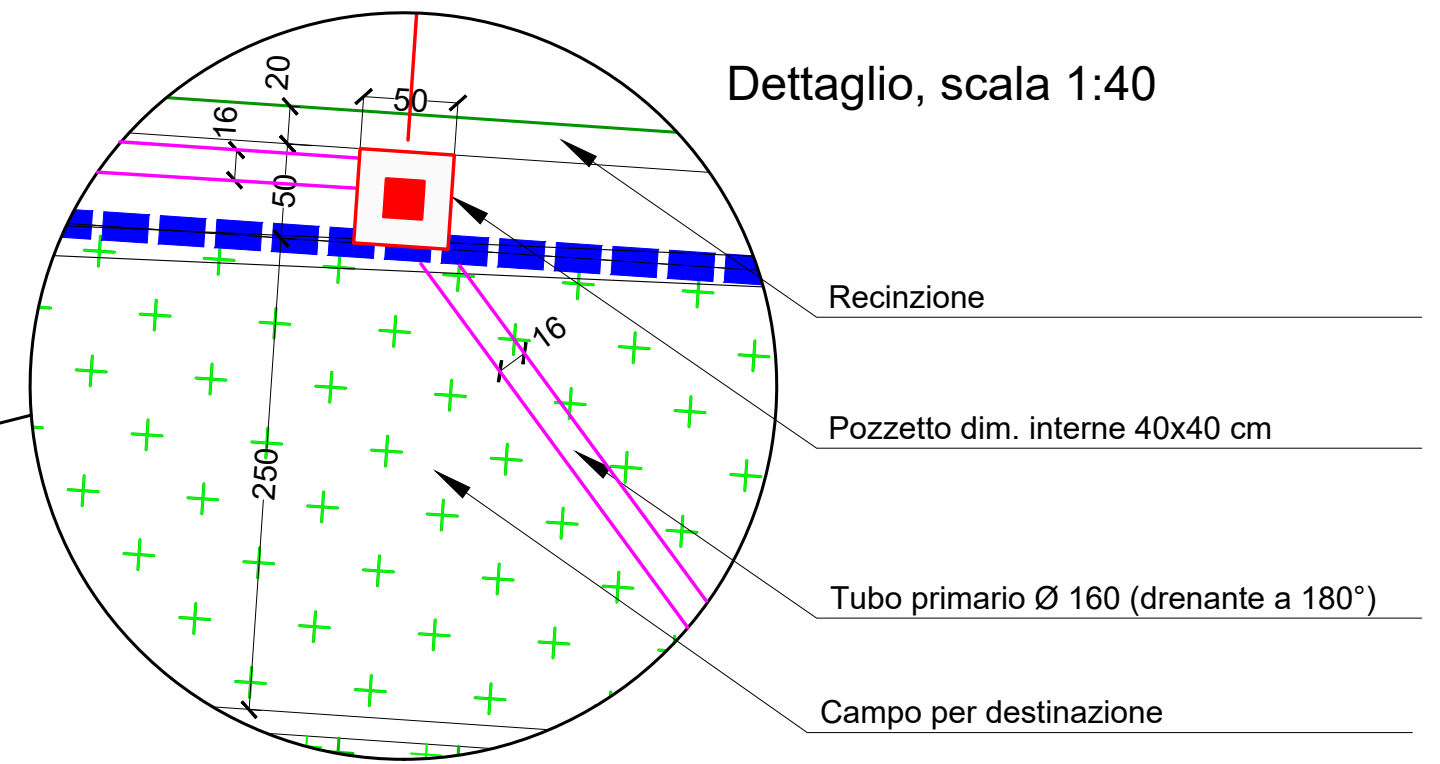 Dettaglio, scala 1:40
20
50
16
50
Recinzione
16
Pozzetto dim. interne 40x40 cm
250
Tubo primario Ø 160 (drenante a 180°)
Campo per destinazione